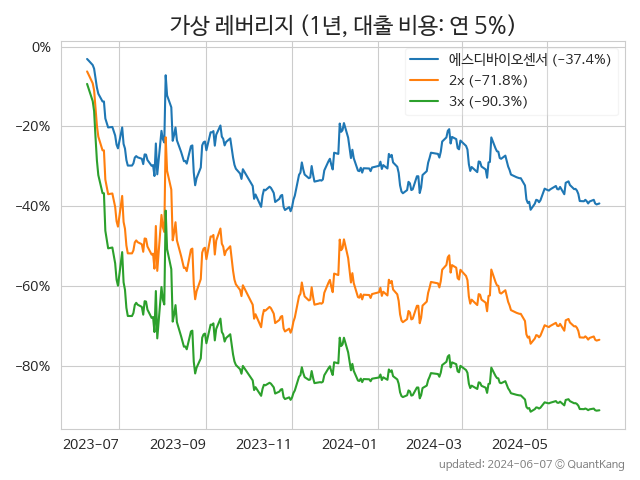 가상 레버리지 (1년, 대출 비용: 연 5%)
0%
−20%
−40%
−60%
−80%
에스디바이오센서 (−37.4%)
2x (−71.8%)
3x (−90.3%)
2023-07
2023-09
2023-11
2024-01
2024-03
2024-05
updated: 2024-06-07 © QuantKang